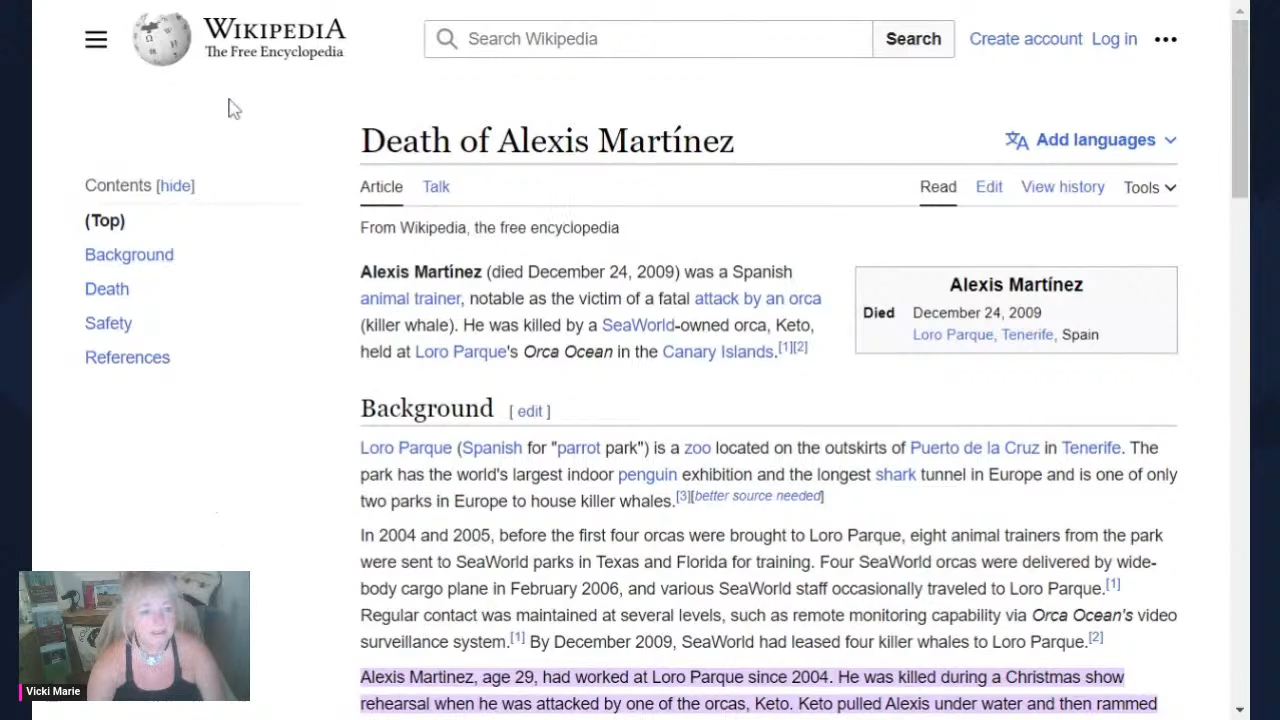 WIKIPEDIA
The Free Encyclopedia
Search Wikipedia
Search
Create account Log in
Death of Alexis Martínez
Add languages
Contents [hide]
(Top)
Background
Death
Safety
References
Article Talk
Read Edit View history Tools
From Wikipedia, the free encyclopedia
Alexis Martínez (died December 24, 2009) was a Spanish
animal trainer, notable as the victim of a fatal attack by an orca
(killer whale). He was killed by a SeaWorld-owned orca, Keto,
held at Loro Parque's Orca Ocean in the Canary Islands.[1][2]
Alexis Martínez
Died December 24, 2009
Loro Parque, Tenerife, Spain
Background [ edit ]
Loro Parque (Spanish for "parrot park") is a zoo located on the outskirts of Puerto de la Cruz in Tenerife. The
park has the world's largest indoor penguin exhibition and the longest shark tunnel in Europe and is one of only
two parks in Europe to house killer whales.[3][better source needed]
In 2004 and 2005, before the first four orcas were brought to Loro Parque, eight animal trainers from the park
were sent to SeaWorld parks in Texas and Florida for training. Four SeaWorld orcas were delivered by wide-
body cargo plane in February 2006, and various SeaWorld staff occasionally traveled to Loro Parque.[1]
Regular contact was maintained at several levels, such as remote monitoring capability via Orca Ocean's video
surveillance system.[1] By December 2009, SeaWorld had leased four killer whales to Loro Parque.[2]
Alexis Martinez, age 29, had worked at Loro Parque since 2004. He was killed during a Christmas show
rehearsal when he was attacked by one of the orcas, Keto. Keto pulled Alexis under water and then rammed
Vicki Marie